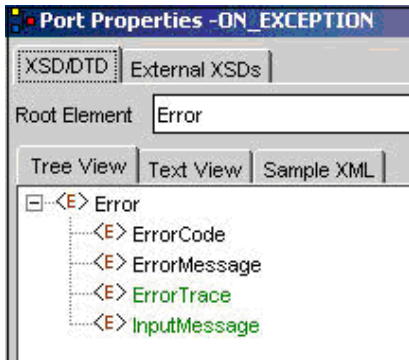 Port Properties -ON_EXCEPTION
XSD/DTD External XSDs
Root Element Error
Tree View Text View Sample XML
<E> Error
<E> ErrorCode
<E> ErrorMessage
<E> ErrorTrace
<E> InputMessage